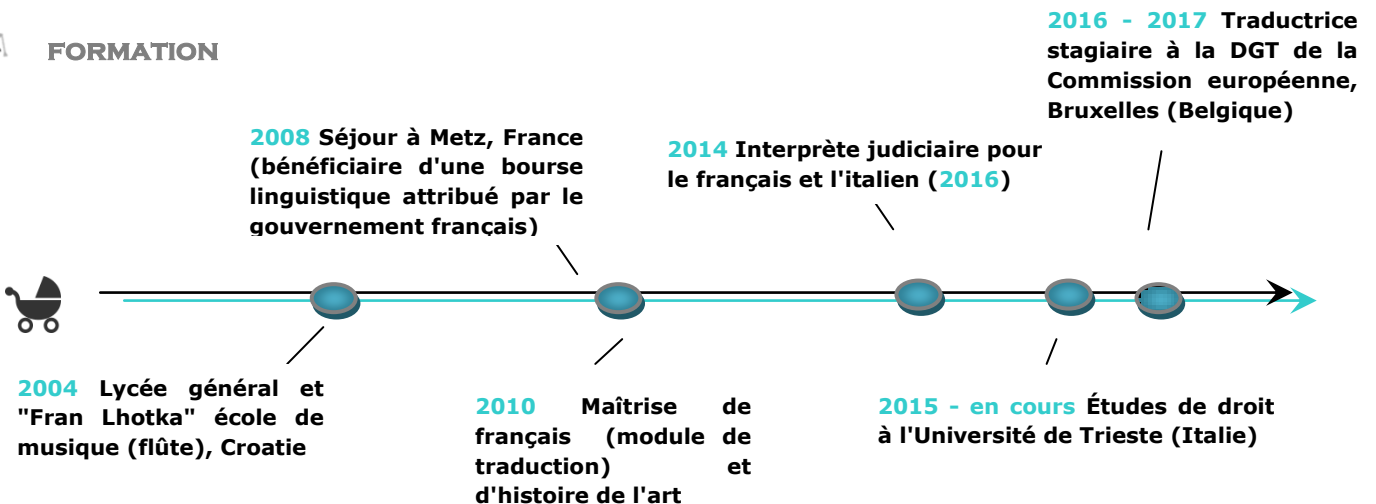 FORMATION
2016 - 2017 Traductrice
stagiaire à la DGT de la
Commission européenne,
Bruxelles (Belgique)
2008 Séjour à Metz, France
(bénéficiaire d'une bourse
linguistique attribué par le
gouvernement français)
2014 Interprète judiciaire pour
le français et l'italien (2016)
2004 Lycée général et
"Fran Lhotka" école de
musique (flûte), Croatie
2010 Maîtrise de
français (module de
traduction) et
d'histoire de l'art
2015 - en cours Études de droit
à l'Université de Trieste (Italie)